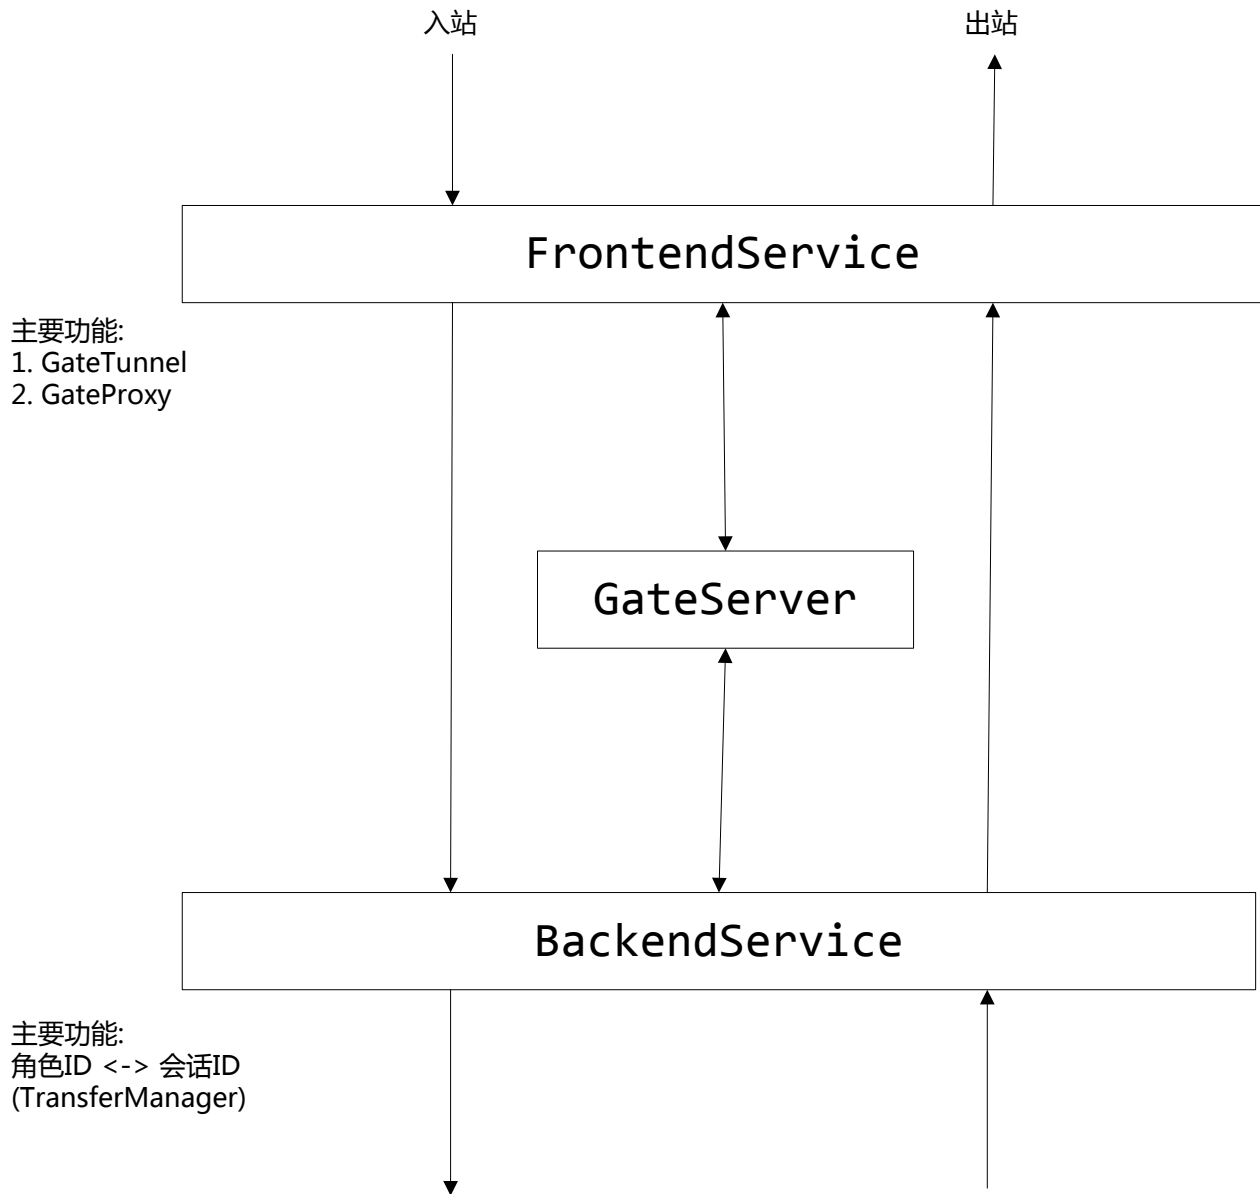 入站
出站
FrontendService
主要功能:
1. GateTunnel
2. GateProxy
GateServer
BackendService
主要功能:
角色ID <-> 会话ID
(TransferManager)